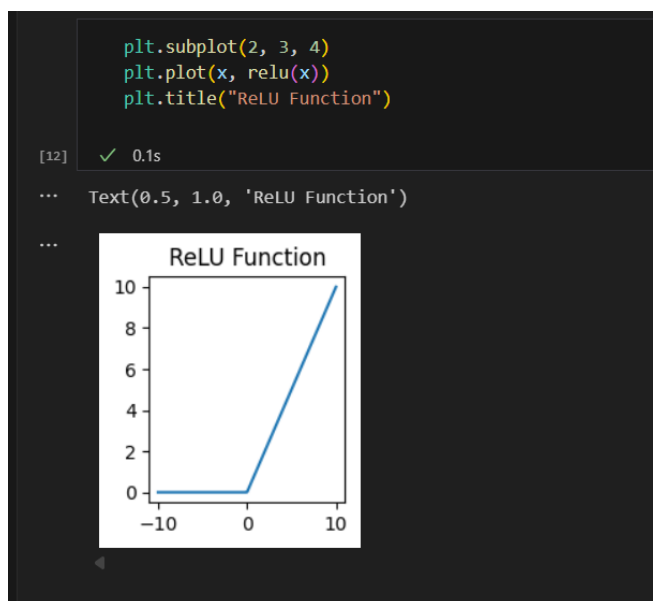 plt.subplot(2, 3, 4)
plt.plot(x, relu(x))
plt.title("ReLU Function")
[12] ✓ 0.1s
... Text(0.5, 1.0, 'ReLU Function')
...
ReLU Function
10
8
6
4
2
0
−10 0 10